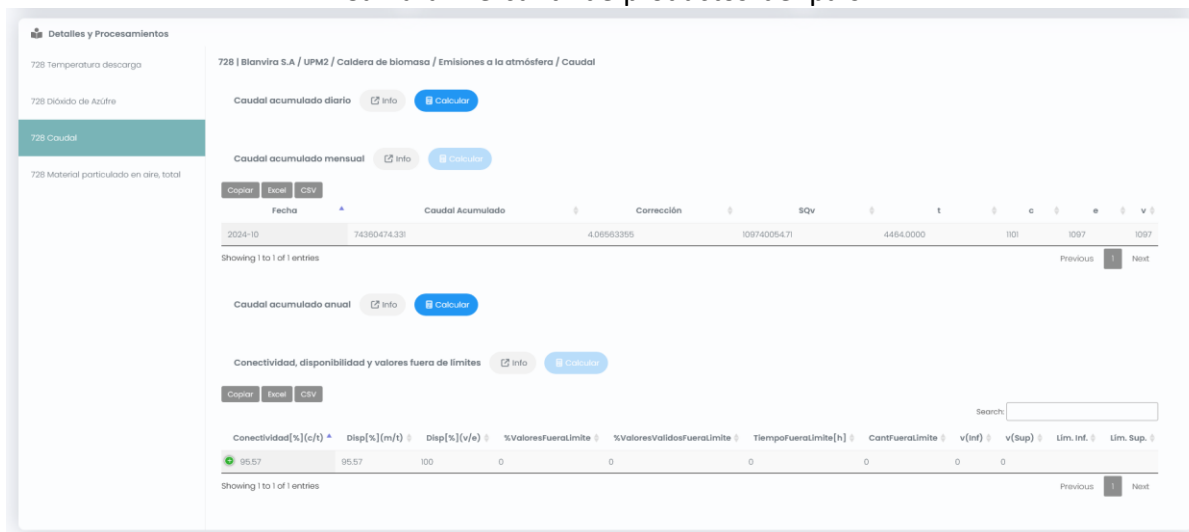 Detalles y Procesamientos
728 Temperatura descarga
728 Dióxido de Azúfre
728 Caudal
728 Material particulado en aire, total
728 | Blanvira S.A / UPM2 / Caldera de biomasa / Emisiones a la atmósfera / Caudal
Caudal acumulado diario Info Calcular
Caudal acumulado mensual Info Calcular
Copiar Excel CSV
Fecha Caudal Acumulado Corrección SQv t c e v
2024-10 74360474.331 4.06563355 109740054.71 4464.0000 1101 1097 1097
Showing 1 to 1 of 1 entries Previous 1 Next
Caudal acumulado anual Info Calcular
Conectividad, disponibilidad y valores fuera de límites Info Calcular
Copiar Excel CSV
Search:
Conectividad[%](c/t) Disp[%](m/t) Disp[%](v/e) %ValoresFueraLimite %ValoresValidosFueraLimite TiempoFueraLimite[h] CantFueraLimite v(Inf) v(Sup) Lim. Inf. Lim. Sup.
95.57 95.57 100 0 0 0 0 0 0
Showing 1 to 1 of 1 entries Previous 1 Next